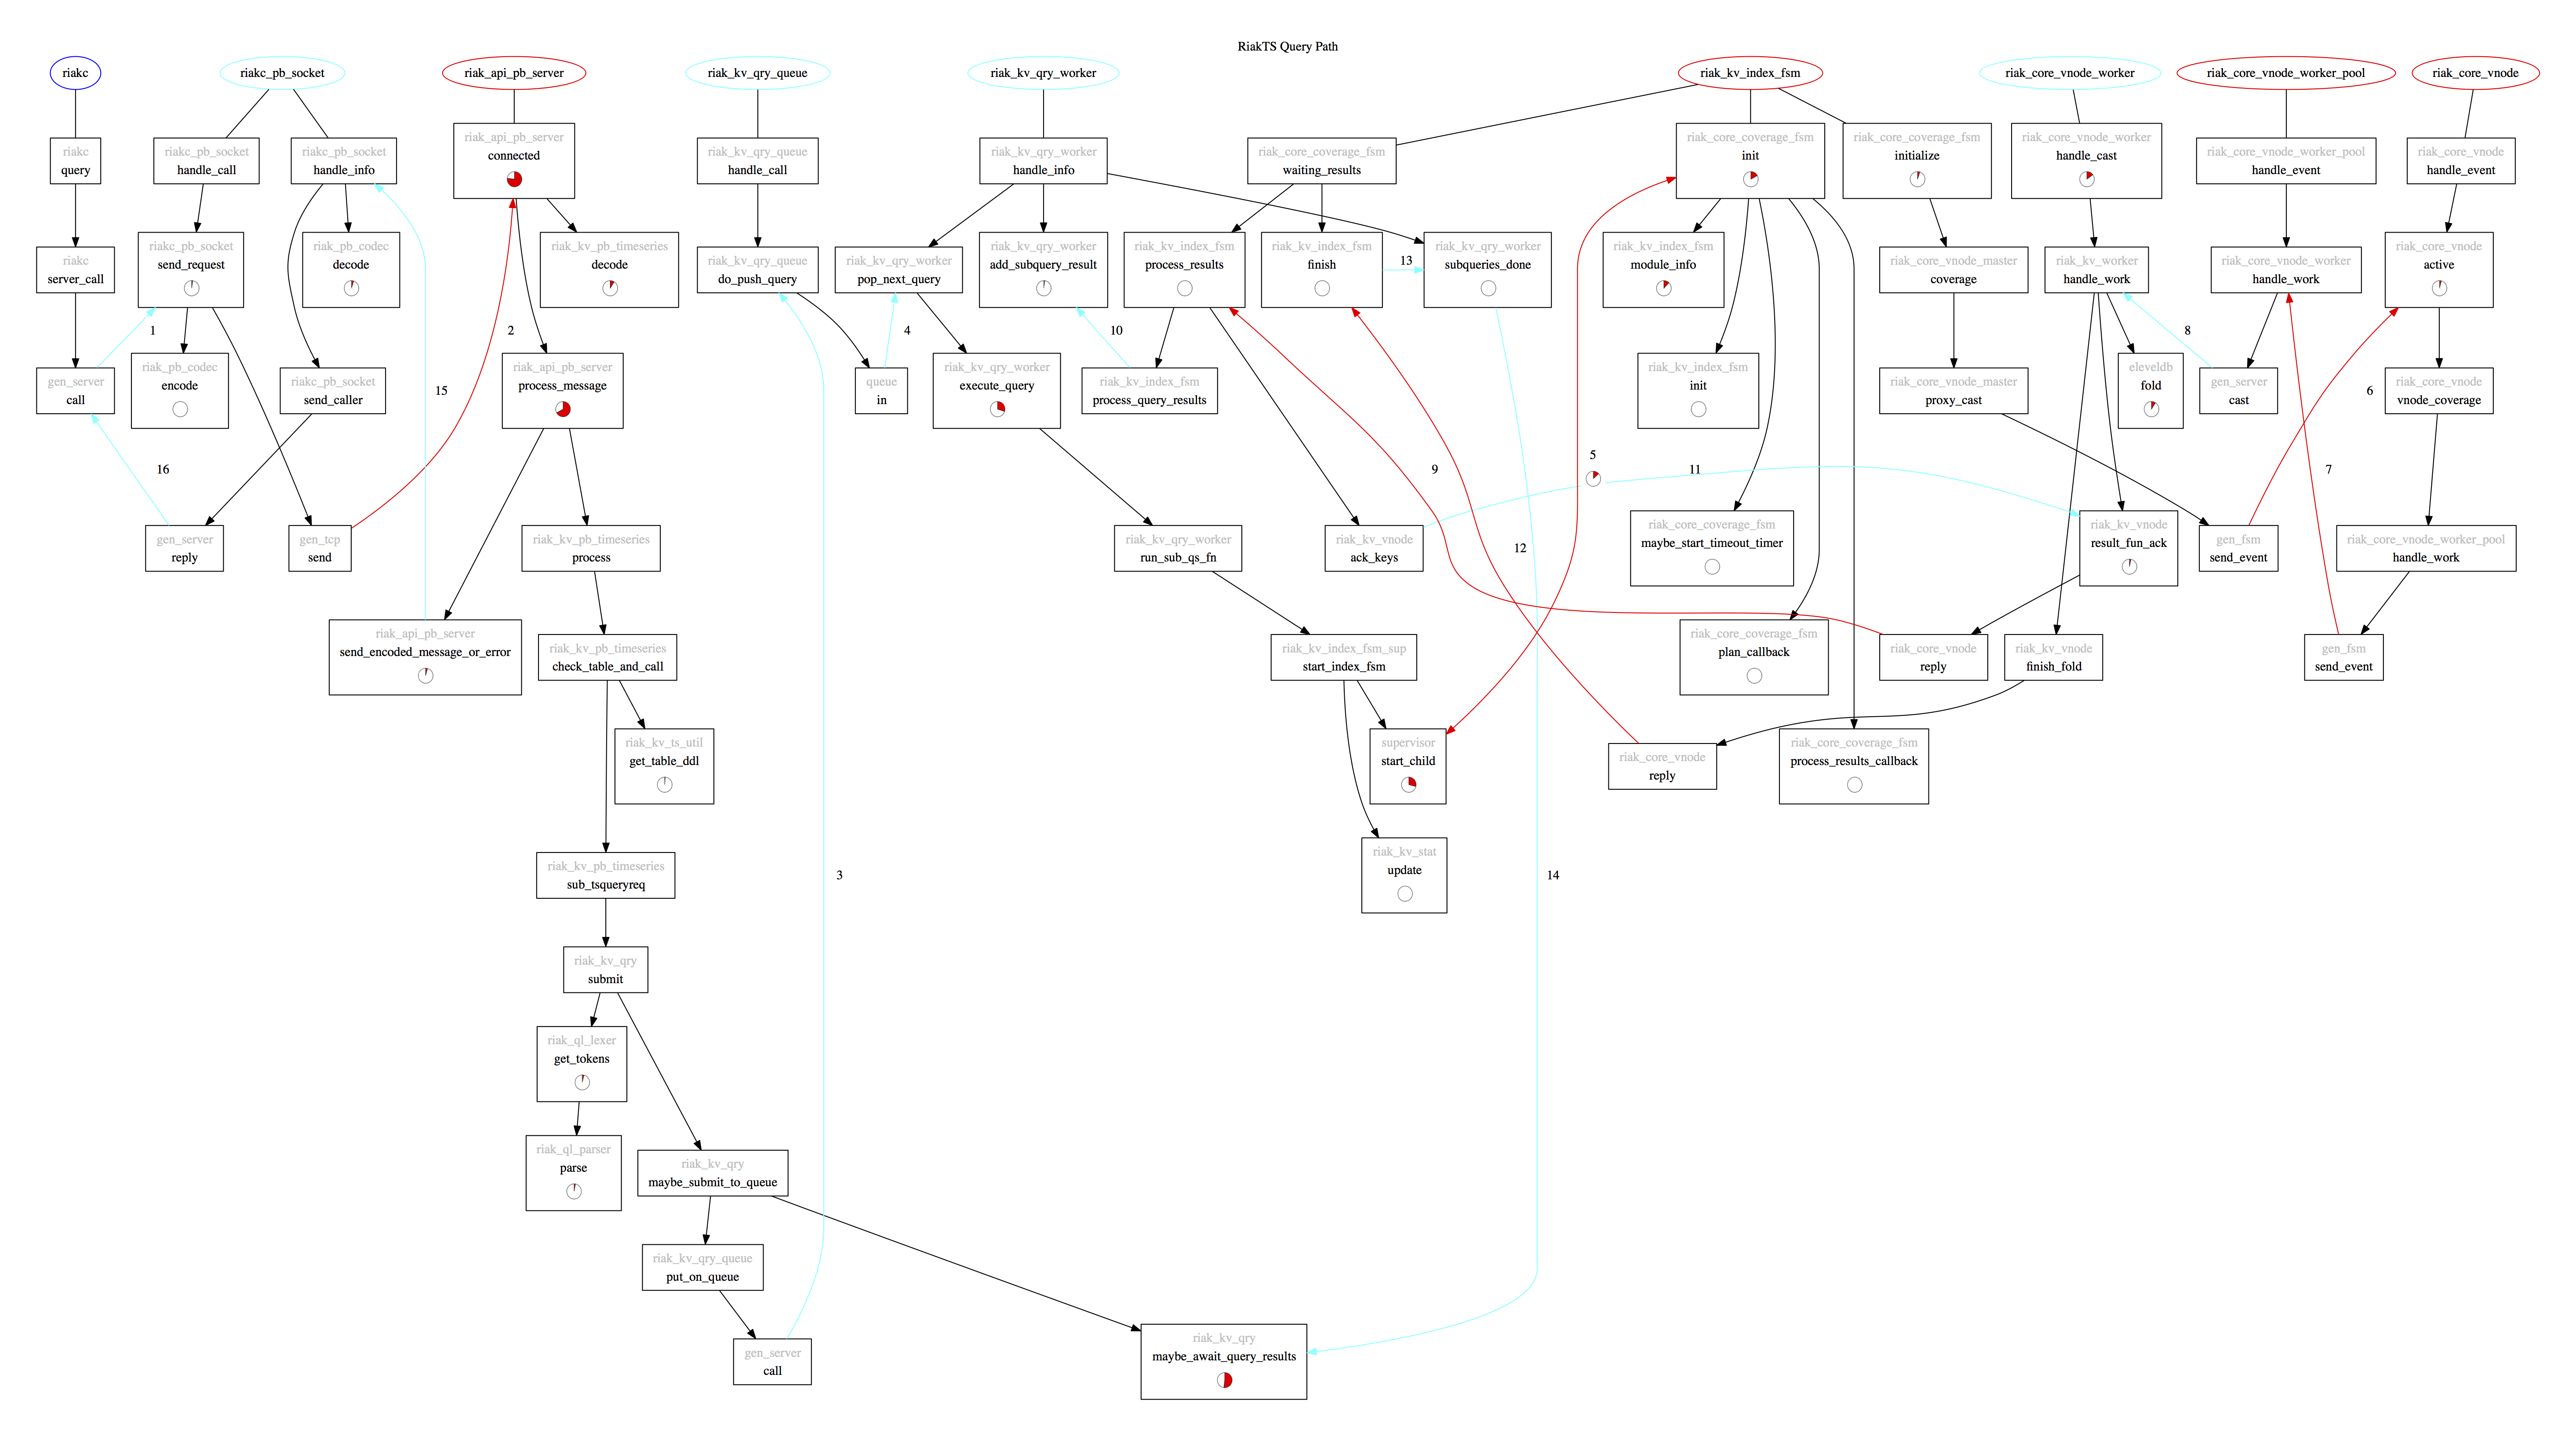 RiakTS Query Path
riakc
riakc_pb_socket
riak_api_pb_server
riak_kv_qry_queue
riak_kv_qry_worker
riak_kv_index_fsm
riak_core_vnode_worker
riak_core_vnode_worker_pool
riak_core_vnode
riakc
query
riakc_pb_socket
handle_call
riakc_pb_socket
handle_info
riak_api_pb_server
connected
riak_kv_qry_queue
handle_call
riak_kv_qry_worker
handle_info
riak_core_coverage_fsm
waiting_results
riak_core_coverage_fsm
init
riak_core_coverage_fsm
initialize
riak_core_vnode_worker
handle_cast
riak_core_vnode_worker_pool
handle_event
riak_core_vnode
handle_event
riakc
server_call
riakc_pb_socket
send_request
riak_pb_codec
decode
riak_kv_pb_timeseries
decode
riak_kv_qry_queue
do_push_query
riak_kv_qry_worker
pop_next_query
riak_kv_qry_worker
add_subquery_result
riak_kv_index_fsm
process_results
riak_kv_index_fsm
finish
13
riak_kv_qry_worker
subqueries_done
riak_kv_index_fsm
module_info
riak_core_vnode_master
coverage
riak_kv_worker
handle_work
riak_core_vnode_worker
handle_work
riak_core_vnode
active
1
2
4
10
8
gen_server
call
riak_pb_codec
encode
riakc_pb_socket
send_caller
15
riak_api_pb_server
process_message
queue
in
riak_kv_qry_worker
execute_query
riak_kv_index_fsm
process_query_results
riak_kv_index_fsm
init
riak_core_vnode_master
proxy_cast
eleveldb
fold
gen_server
cast
6
riak_core_vnode
vnode_coverage
16
9
5
11
7
gen_server
reply
gen_tcp
send
riak_kv_pb_timeseries
process
riak_kv_qry_worker
run_sub_qs_fn
riak_kv_vnode
ack_keys
12
riak_core_coverage_fsm
maybe_start_timeout_timer
riak_kv_vnode
result_fun_ack
gen_fsm
send_event
riak_core_vnode_worker_pool
handle_work
riak_api_pb_server
send_encoded_message_or_error
riak_kv_pb_timeseries
check_table_and_call
riak_kv_index_fsm_sup
start_index_fsm
riak_core_coverage_fsm
plan_callback
riak_core_vnode
reply
riak_kv_vnode
finish_fold
gen_fsm
send_event
riak_kv_ts_util
get_table_ddl
supervisor
start_child
riak_core_vnode
reply
riak_core_coverage_fsm
process_results_callback
riak_kv_pb_timeseries
sub_tsqueryreq
3
riak_kv_stat
update
14
riak_kv_qry
submit
riak_ql_lexer
get_tokens
riak_ql_parser
parse
riak_kv_qry
maybe_submit_to_queue
riak_kv_qry_queue
put_on_queue
gen_server
call
riak_kv_qry
maybe_await_query_results